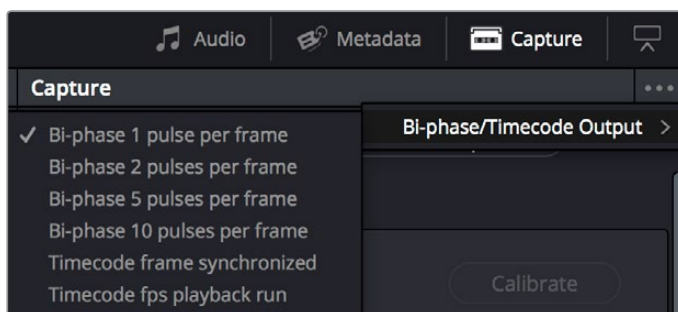 Audio
Metadata
Capture
Capture
Bi-phase/Timecode Output
Bi-phase 1 pulse per frame
Bi-phase 2 pulses per frame
Bi-phase 5 pulses per frame
Bi-phase 10 pulses per frame
Timecode frame synchronized
Timecode fps playback run
Calibrate